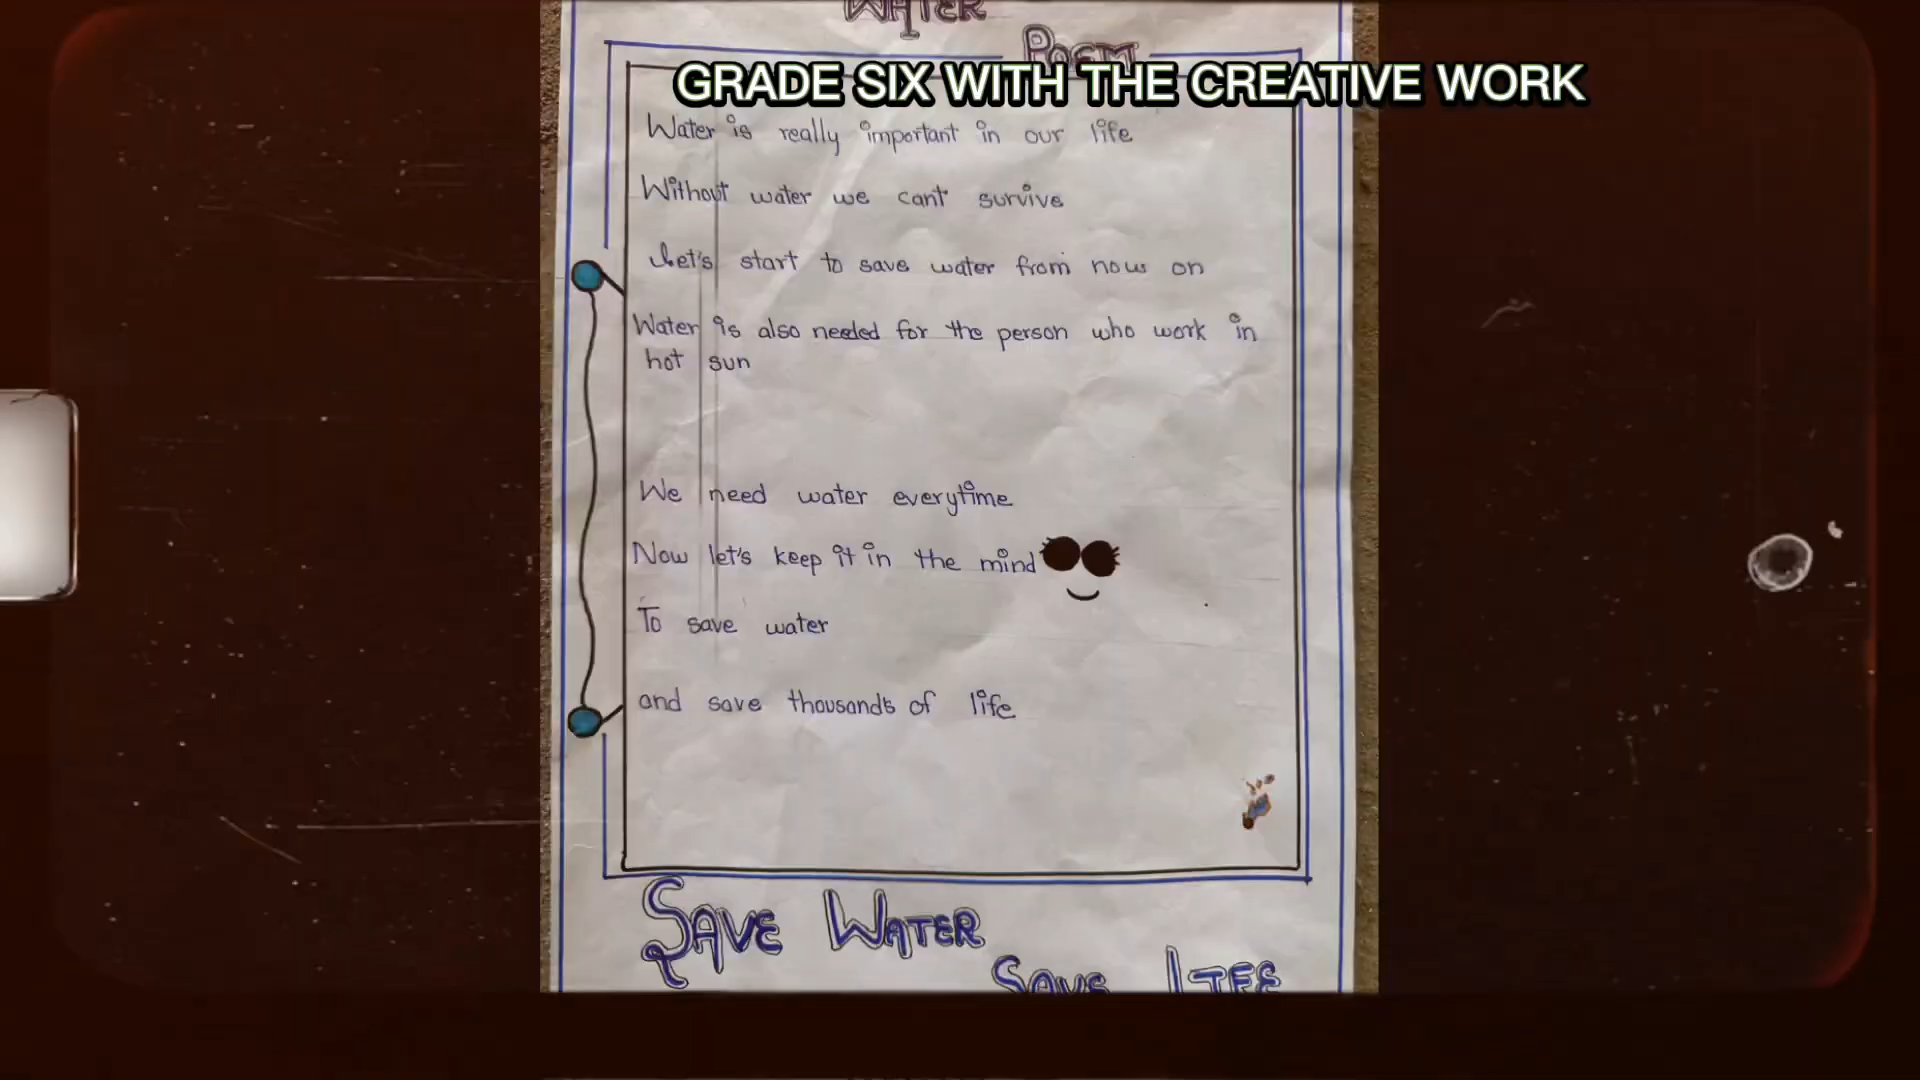 WATER
POEM
GRADE SIX WITH THE CREATIVE WORK
Water is really important in our life
Without water we can't survive
Let's start to save water from now on
Water is also needed for the person who work in
hot sun
We need water everytime
Now let's keep it in the mind
To save water
and save thousands of life
SAVE WATER
SAVE LIFE